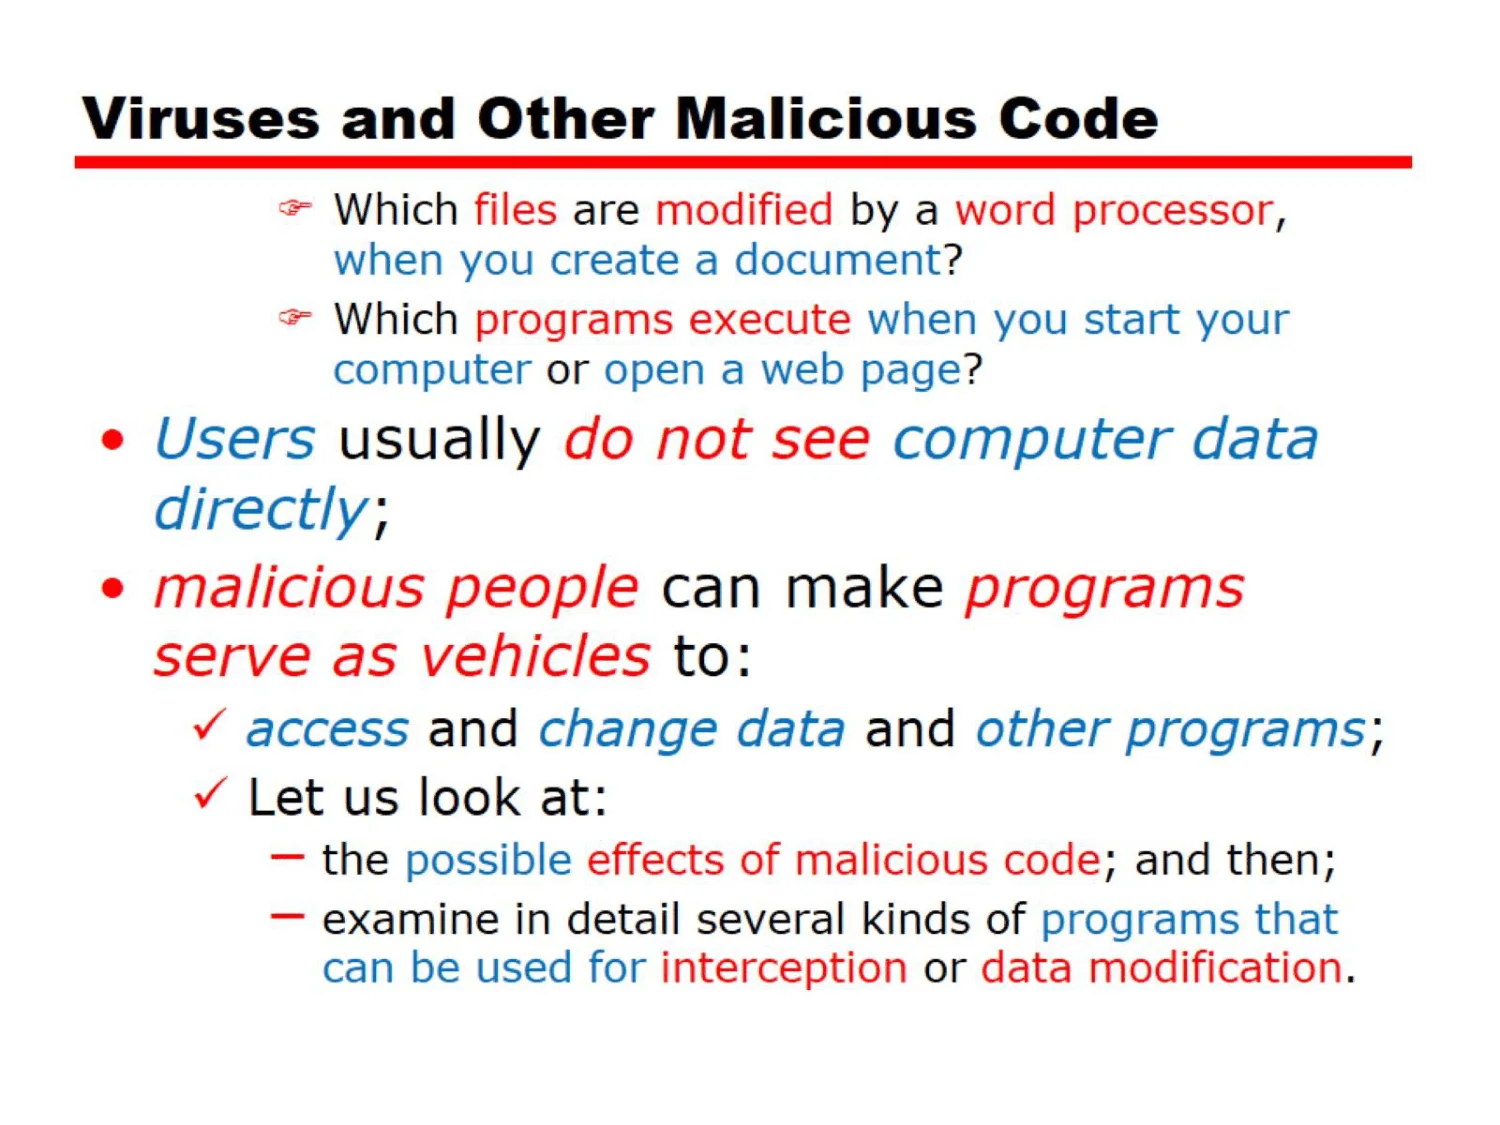 Viruses and Other Malicious Code
☞ Which files are modified by a word processor,
when you create a document?
☞ Which programs execute when you start your
computer or open a web page?
• Users usually do not see computer data
directly;
• malicious people can make programs
serve as vehicles to:
✓ access and change data and other programs;
✓ Let us look at:
– the possible effects of malicious code; and then;
– examine in detail several kinds of programs that
can be used for interception or data modification.